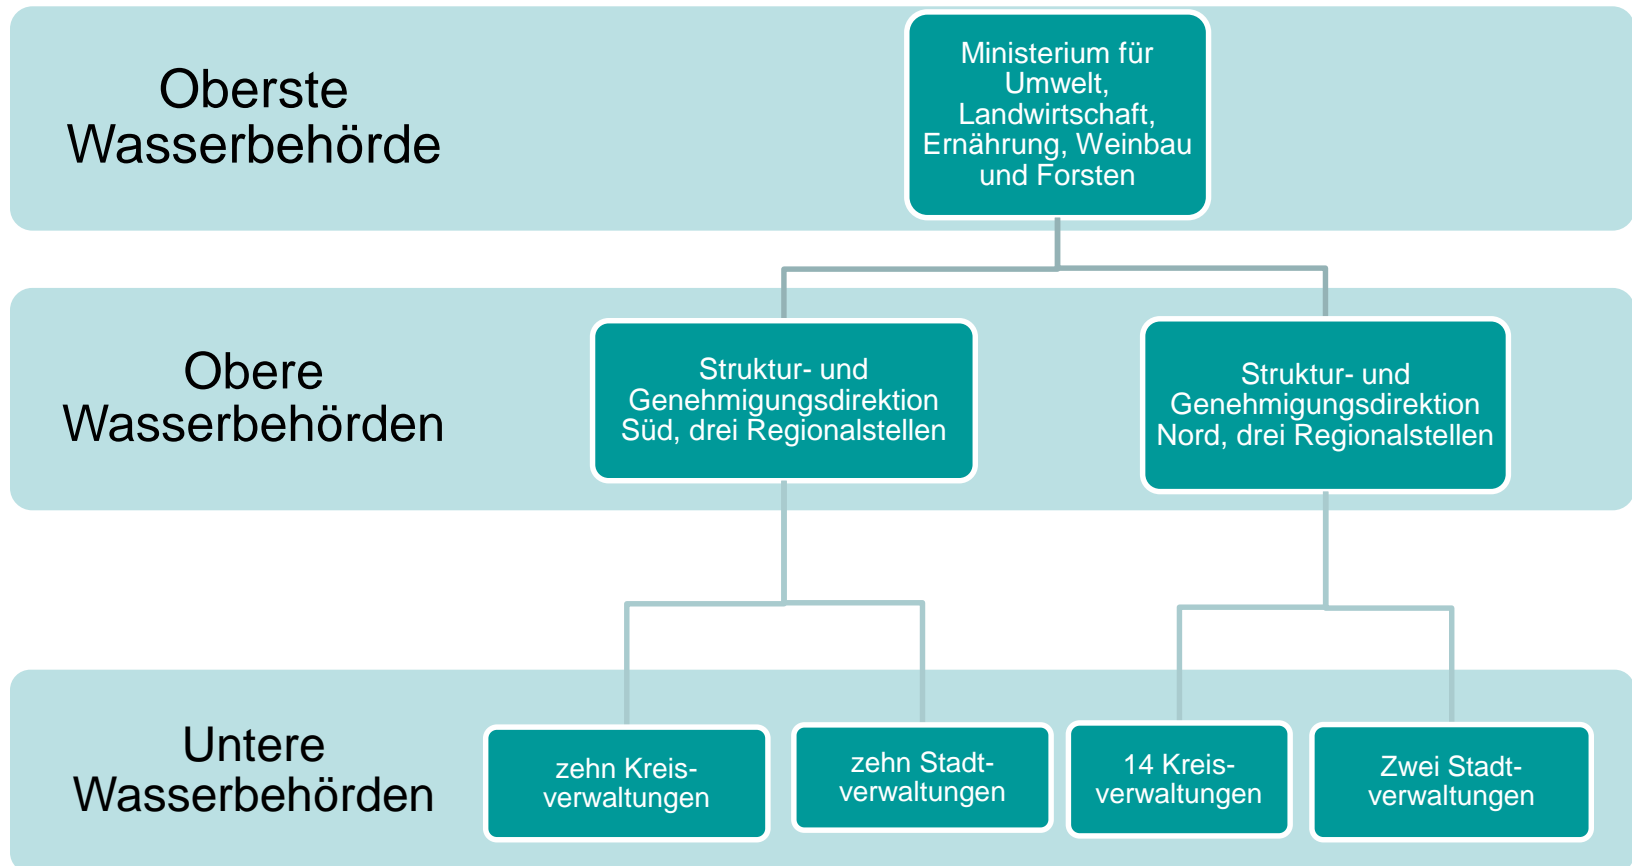 Oberste
Wasserbehörde
Ministerium für
Umwelt,
Landwirtschaft,
Ernährung, Weinbau
und Forsten
Obere
Wasserbehörden
Struktur- und
Genehmigungsdirektion
Süd, drei Regionalstellen
Struktur- und
Genehmigungsdirektion
Nord, drei Regionalstellen
Untere
Wasserbehörden
zehn Kreis-
verwaltungen
zehn Stadt-
verwaltungen
14 Kreis-
verwaltungen
Zwei Stadt-
verwaltungen